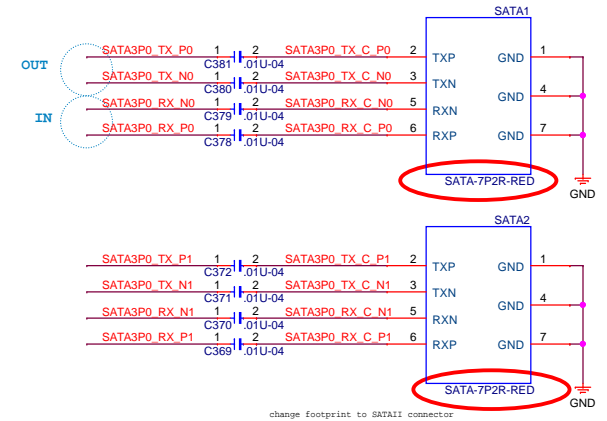 SATA1
OUT
SATA3P0_TX_P0 1 2 SATA3P0_TX_C_P0 2 TXP GND 1
C381 .01U-04
SATA3P0_TX_N0 1 2 SATA3P0_TX_C_N0 3 TXN
C380 .01U-04
GND 4
IN
SATA3P0_RX_N0 1 2 SATA3P0_RX_C_N0 5 RXN
C379 .01U-04
SATA3P0_RX_P0 1 2 SATA3P0_RX_C_P0 6 RXP GND 7
C378 .01U-04
SATA-7P2R-RED
GND
SATA2
SATA3P0_TX_P1 1 2 SATA3P0_TX_C_P1 2 TXP GND 1
C372 .01U-04
SATA3P0_TX_N1 1 2 SATA3P0_TX_C_N1 3 TXN
C371 .01U-04
GND 4
SATA3P0_RX_N1 1 2 SATA3P0_RX_C_N1 5 RXN
C370 .01U-04
SATA3P0_RX_P1 1 2 SATA3P0_RX_C_P1 6 RXP GND 7
C369 .01U-04
SATA-7P2R-RED
GND
change footprint to SATAII connector